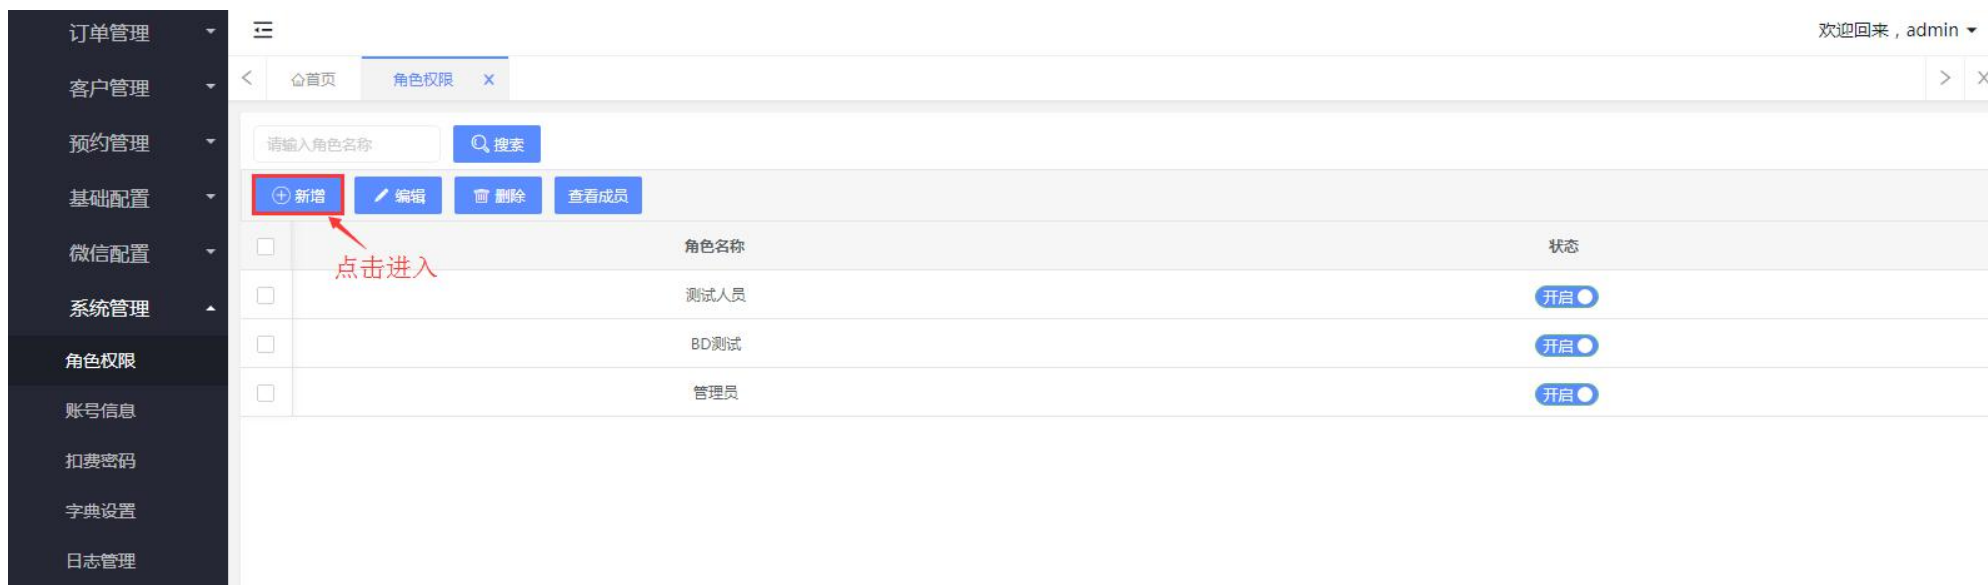 订单管理
欢迎回来，admin
客户管理
首页 角色权限
预约管理
请输入角色名称 搜索
基础配置
新增 编辑 删除 查看成员
微信配置
角色名称 状态
点击进入
系统管理
测试人员 开启
角色权限
BD测试 开启
管理员 开启
账号信息
扣费密码
字典设置
日志管理